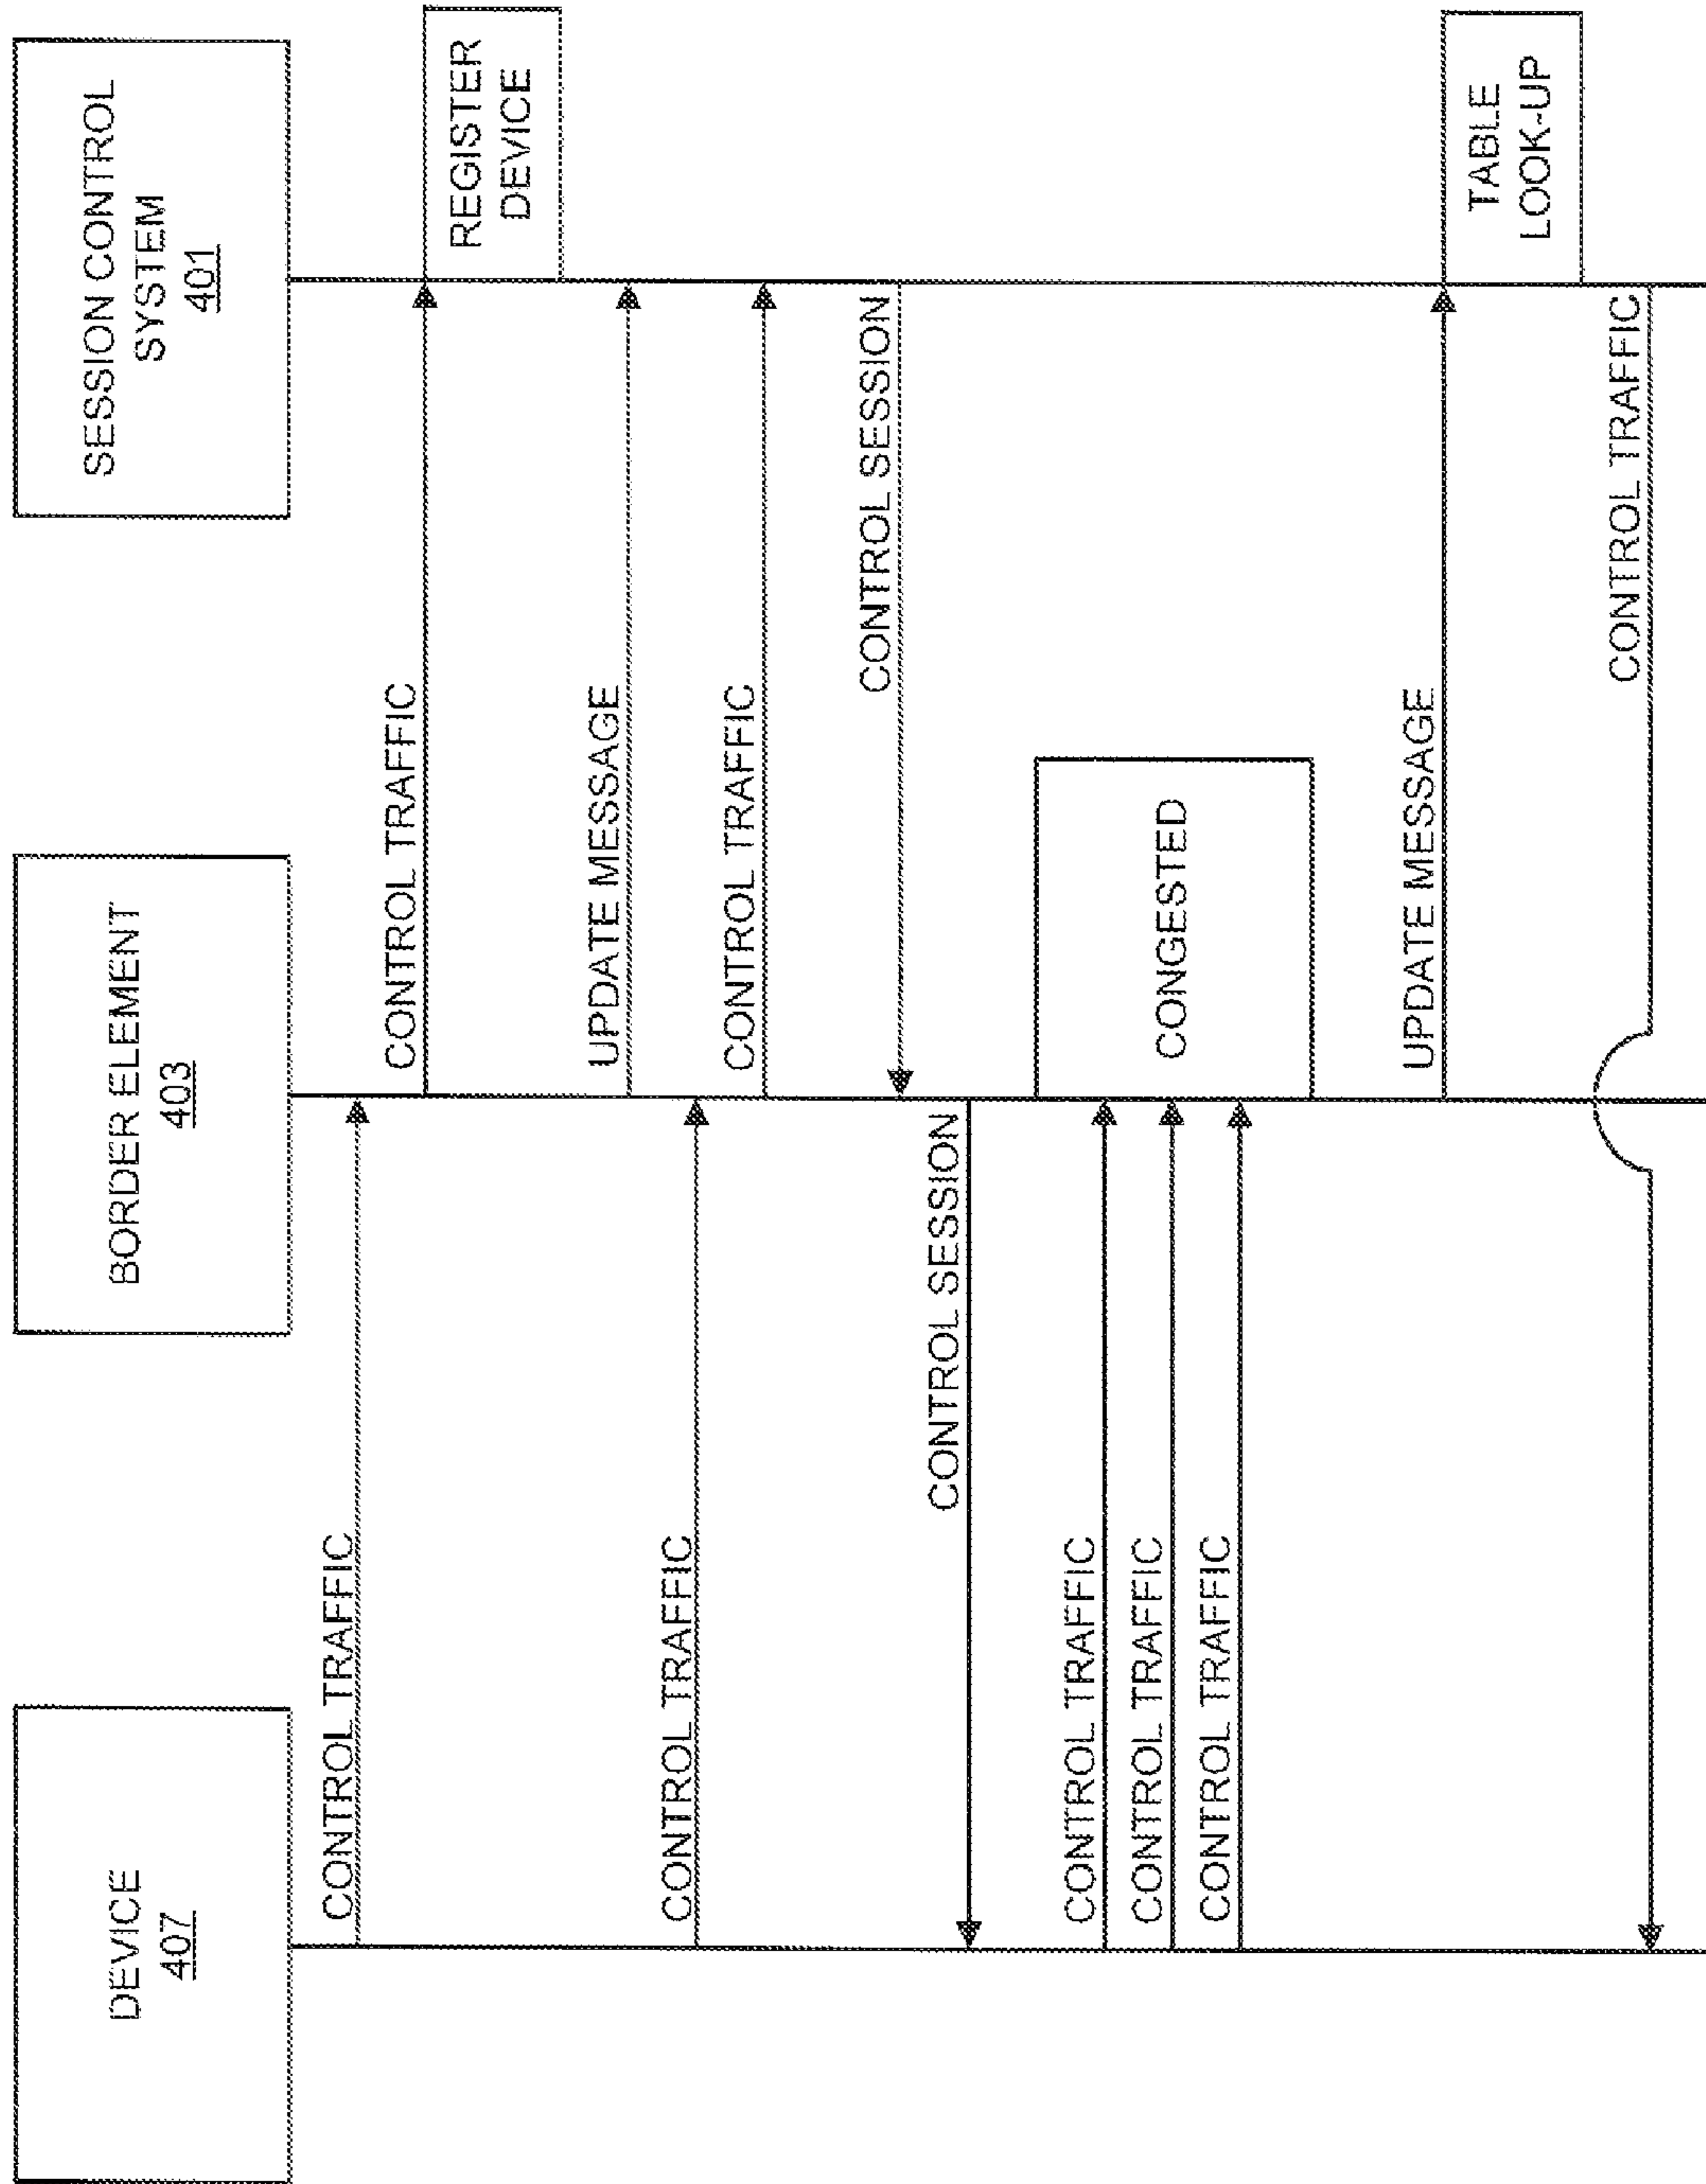 DEVICE
407
BORDER ELEMENT
403
SESSION CONTROL
SYSTEM
401
CONTROL TRAFFIC
CONTROL TRAFFIC
REGISTER
DEVICE
UPDATE MESSAGE
CONTROL TRAFFIC
CONTROL TRAFFIC
CONTROL SESSION
CONTROL SESSION
CONTROL TRAFFIC
CONTROL TRAFFIC
CONTROL TRAFFIC
CONGESTED
UPDATE MESSAGE
TABLE
LOOK-UP
CONTROL TRAFFIC